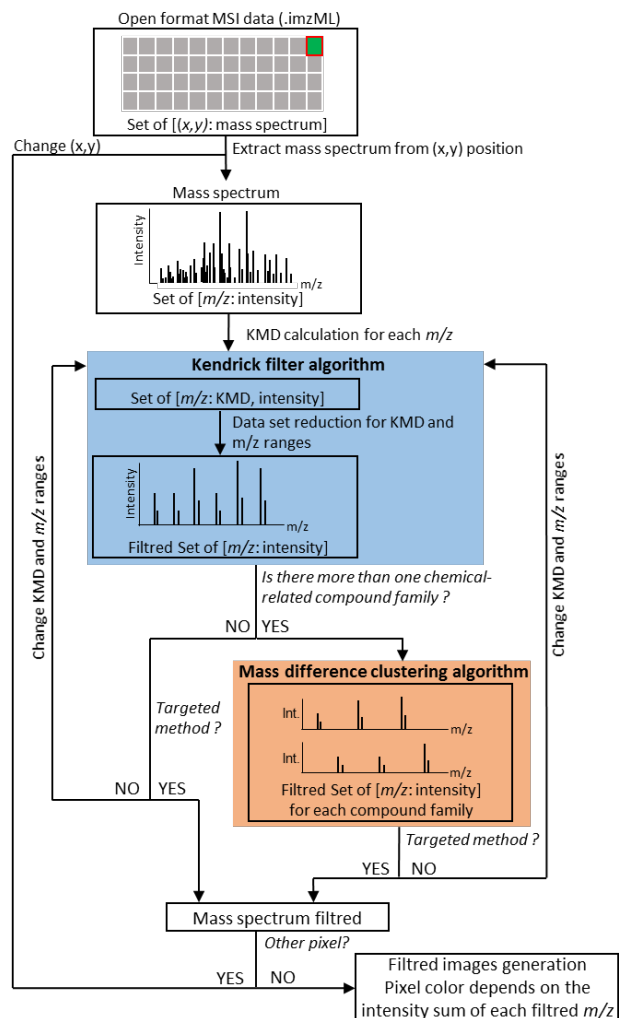 Open format MSI data (.imzML)
Set of [(x,y): mass spectrum]
Change (x,y)
Extract mass spectrum from (x,y) position
Mass spectrum
Intensity
m/z
Set of [m/z: intensity]
KMD calculation for each m/z
Kendrick filter algorithm
Set of [m/z: KMD, intensity]
Data set reduction for KMD and
m/z ranges
Intensity
m/z
Filtred Set of [m/z: intensity]
Change KMD and m/z ranges
Change KMD and m/z ranges
Is there more than one chemical-
related compound family ?
NO YES
Mass difference clustering algorithm
Targeted
method ?
Int.
m/z
Int.
m/z
Filtred Set of [m/z: intensity]
for each compound family
NO YES
Targeted method ?
YES NO
Mass spectrum filtred
Other pixel?
YES NO
Filtred images generation
Pixel color depends on the
intensity sum of each filtred m/z